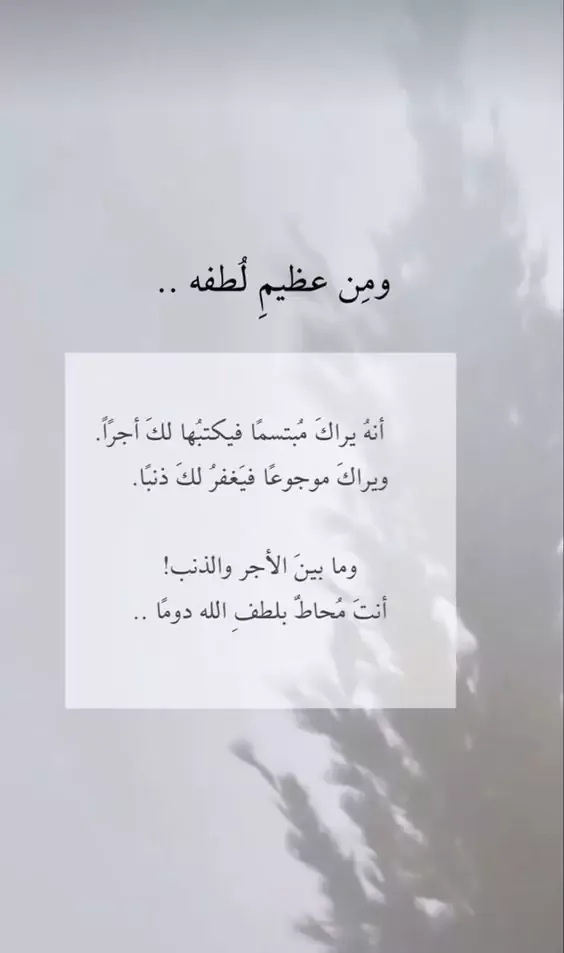 ومِن عظيمِ لُطفه ..
أنهُ يراكَ مُبتسمًا فيكتبُها لكَ أجرًاً.
ويراكَ موجوعًا فيَغفرُ لكَ ذنبًا.
وما بينَ الأجر والذنب!
أنتَ مُحاطٌ بلطفِ الله دومًا ..